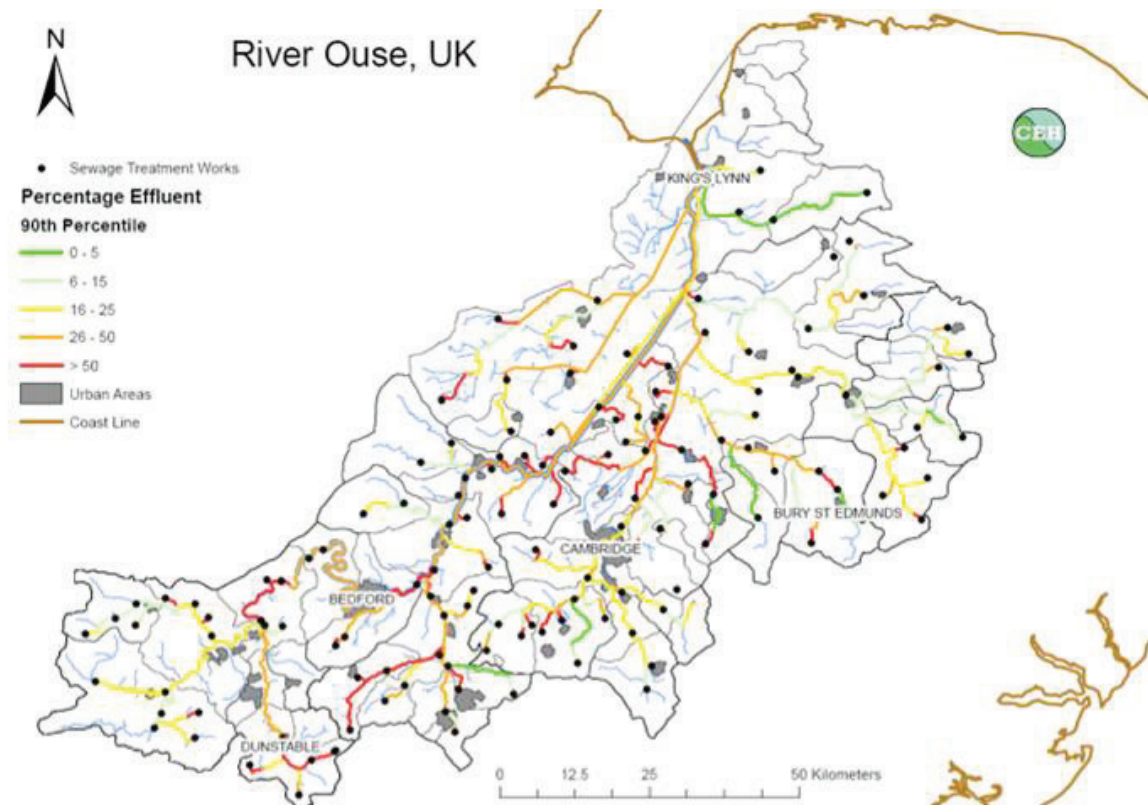 N
River Ouse, UK
CEH
Sewage Treatment Works
Percentage Effluent
90th Percentile
0 - 5
6 - 15
16 - 25
26 - 50
> 50
Urban Areas
Coast Line
KING'S LYNN
BURY ST EDMUNDS
CAMBRIDGE
BEDFORD
DUNSTABLE
0 12.5 25 50 Kilometers